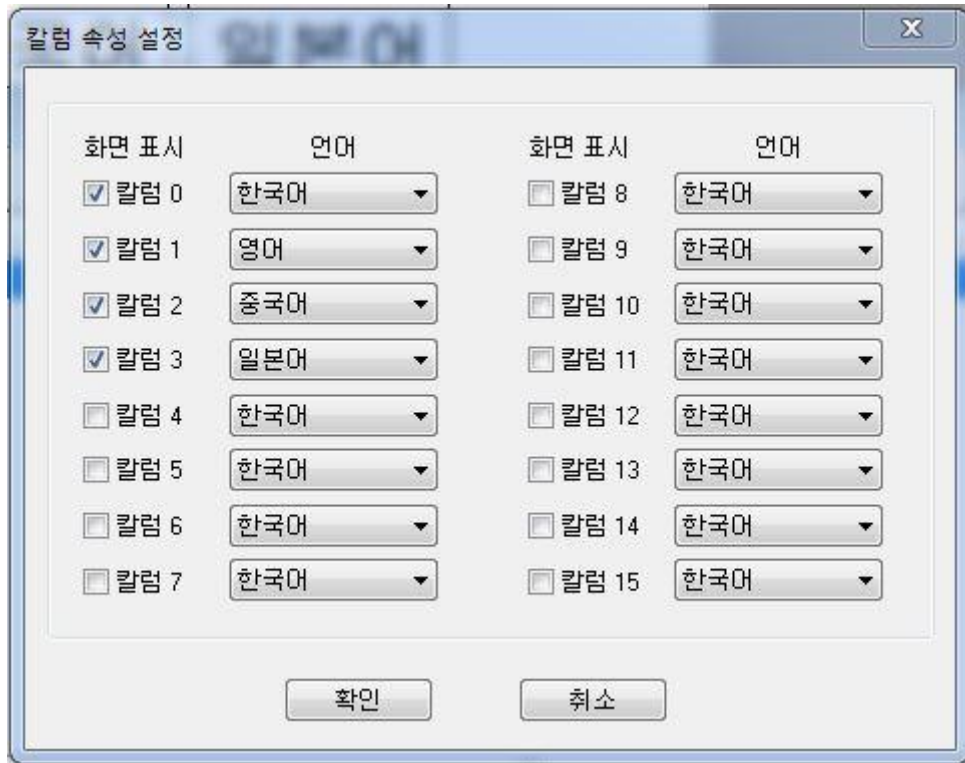 칼럼 속성 설정
일본어
화면 표시 언어 화면 표시 언어
칼럼 0 한국어 칼럼 8 한국어
칼럼 1 영어 칼럼 9 한국어
칼럼 2 중국어 칼럼 10 한국어
칼럼 3 일본어 칼럼 11 한국어
칼럼 4 한국어 칼럼 12 한국어
칼럼 5 한국어 칼럼 13 한국어
칼럼 6 한국어 칼럼 14 한국어
칼럼 7 한국어 칼럼 15 한국어
확인 취소